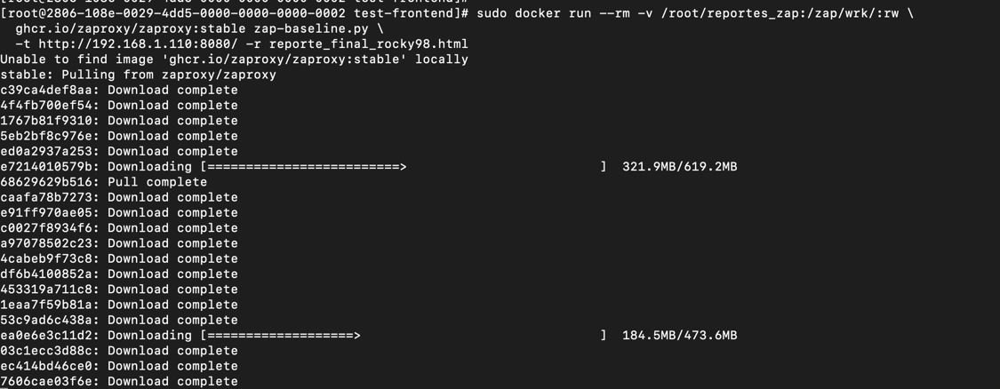 [root@2806-108e-0029-4dd5-0000-0000-0000-0002 test-frontend]# sudo docker run --rm -v /root/reportes_zap:/zap/wrk/:rw \
  ghcr.io/zaproxy/zaproxy:stable zap-baseline.py \
  -t http://192.168.1.110:8080/ -r reporte_final_rocky98.html
Unable to find image 'ghcr.io/zaproxy/zaproxy:stable' locally
stable: Pulling from zaproxy/zaproxy
c39ca4def8aa: Download complete
4f4fb700ef54: Download complete
1767b81f9310: Download complete
5eb2bf8c976e: Download complete
ed0a2937a253: Download complete
e7214010579b: Downloading [=========================>                         ]  321.9MB/619.2MB
68629629b516: Pull complete
caafa78b7273: Download complete
e91ff970ae05: Download complete
c0027f8934f6: Download complete
a97078502c23: Download complete
4cabeb9f73c8: Download complete
df6b4100852a: Download complete
453319a711c8: Download complete
1eaa7f59b81a: Download complete
53c9ad6c438a: Download complete
ea0e6e3c11d2: Downloading [===================>                               ]  184.5MB/473.6MB
03c1ecc3d88c: Download complete
ec414bd46ce0: Download complete
7606cae03f6e: Download complete